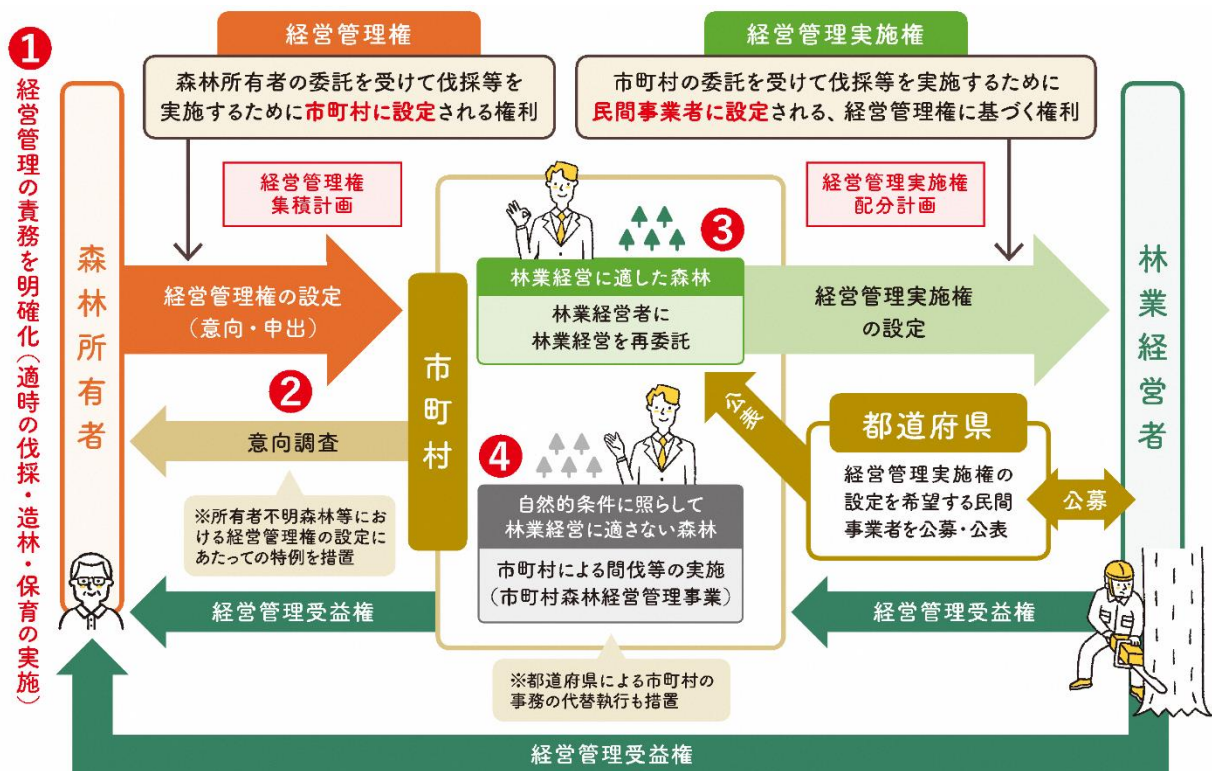 ❶
経営管理の責務を明確化(適時の伐採・造林・保育の実施)
経営管理権
森林所有者の委託を受けて伐採等を
実施するために市町村に設定される権利
経営管理実施権
市町村の委託を受けて伐採等を実施するために
民間事業者に設定される、経営管理権に基づく権利
経営管理権
集積計画
経営管理実施権
配分計画
森林所有者
経営管理権の設定
(意向・申出)
❷
意向調査
※所有者不明森林等にお
ける経営管理権の設定に
あたっての特例を措置
経営管理受益権
市町村
❸
林業経営に適した森林
林業経営者に
林業経営を再委託
❹
自然的条件に照らして
林業経営に適さない森林
市町村による間伐等の実施
(市町村森林経営管理事業)
※都道府県による市町村の
事務の代替執行も措置
経営管理実施権
の設定
公表
都道府県
経営管理実施権の
設定を希望する民間
事業者を公募・公表
公募
経営管理受益権
林業経営者
経営管理受益権